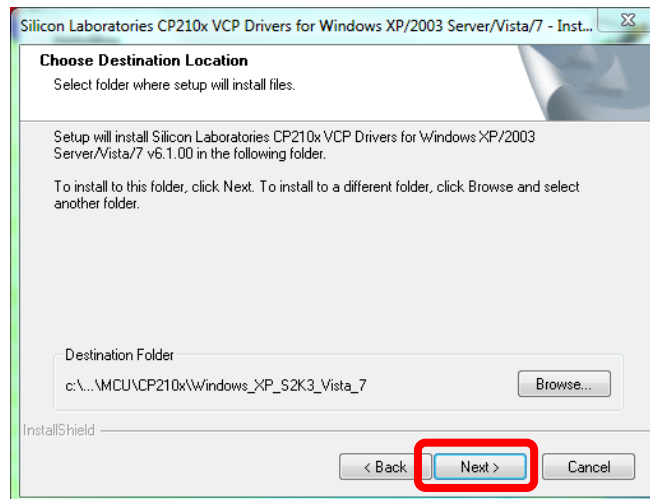 Silicon Laboratories CP210x VCP Drivers for Windows XP/2003 Server/Vista/7 - Inst...
Choose Destination Location
Select folder where setup will install files.
Setup will install Silicon Laboratories CP210x VCP Drivers for Windows XP/2003
Server/Vista/7 v6.1.00 in the following folder.
To install to this folder, click Next. To install to a different folder, click Browse and select
another folder.
Destination Folder
c:\...\MCU\CP210x\Windows_XP_S2K3_Vista_7
Browse...
InstallShield
< Back
Next >
Cancel